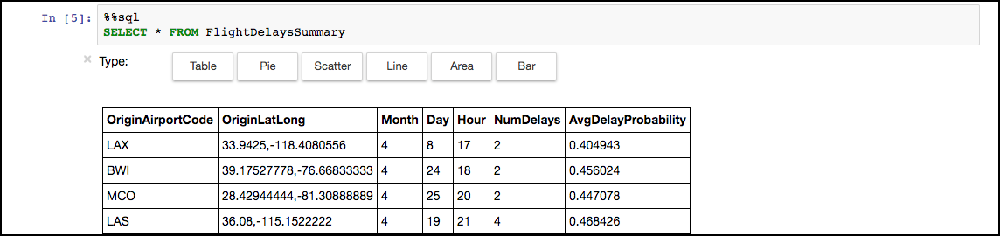 In [5]: %%sql
SELECT * FROM FlightDelaysSummary
× Type: Table Pie Scatter Line Area Bar
OriginAirportCode OriginLatLong Month Day Hour NumDelays AvgDelayProbability
LAX 33.9425,-118.4080556 4 8 17 2 0.404943
BWI 39.17527778,-76.66833333 4 24 18 2 0.456024
MCO 28.42944444,-81.30888889 4 25 20 2 0.447078
LAS 36.08,-115.1522222 4 19 21 4 0.468426